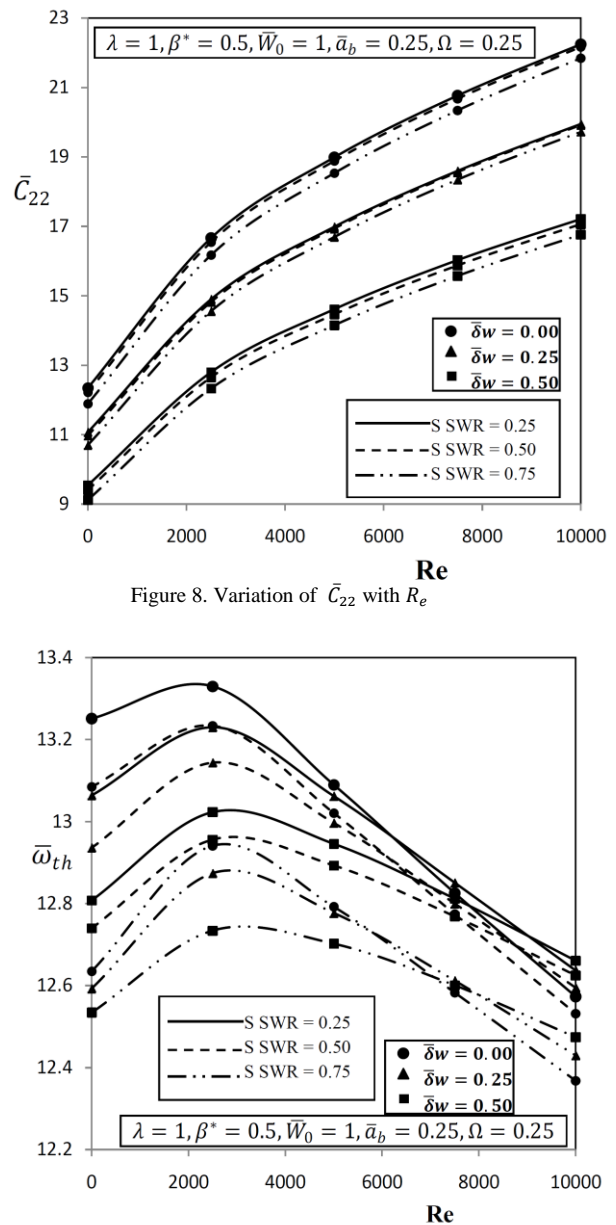 23
λ = 1, β* = 0.5, W̄₀ = 1, āb = 0.25, Ω = 0.25
21
19
C̄₂₂
17
15
δ̄w = 0.00
δ̄w = 0.25
13
δ̄w = 0.50
S SWR = 0.25
11
S SWR = 0.50
S SWR = 0.75
9
0 2000 4000 6000 8000 10000
Re
Figure 8. Variation of C̄₂₂ with Rₑ
13.4
13.2
13
ω̄th
12.8
12.6
S SWR = 0.25
S SWR = 0.50
S SWR = 0.75
δ̄w = 0.00
δ̄w = 0.25
δ̄w = 0.50
12.4
λ = 1, β* = 0.5, W̄₀ = 1, āb = 0.25, Ω = 0.25
12.2
0 2000 4000 6000 8000 10000
Re